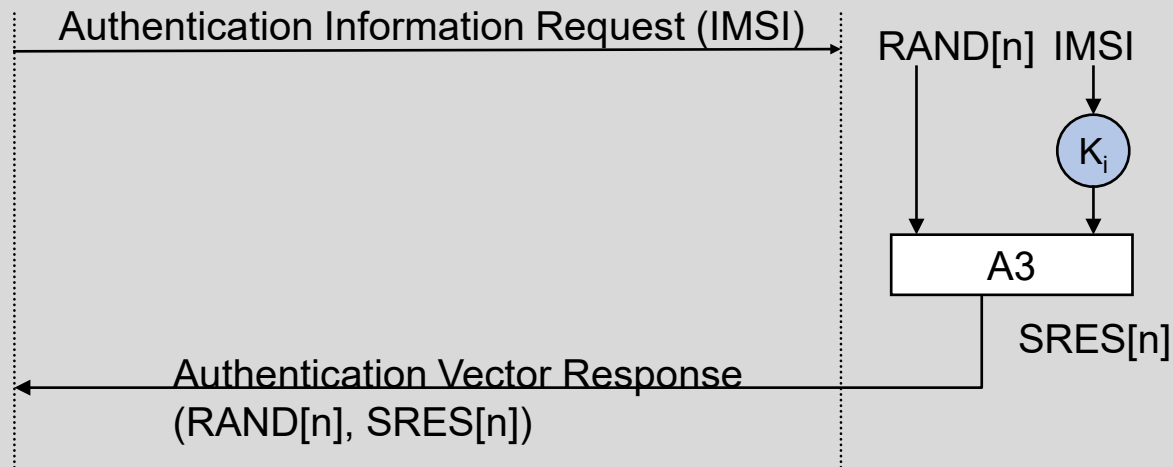 Authentication Information Request (IMSI)
RAND[n] IMSI
Ki
A3
SRES[n]
Authentication Vector Response
(RAND[n], SRES[n])